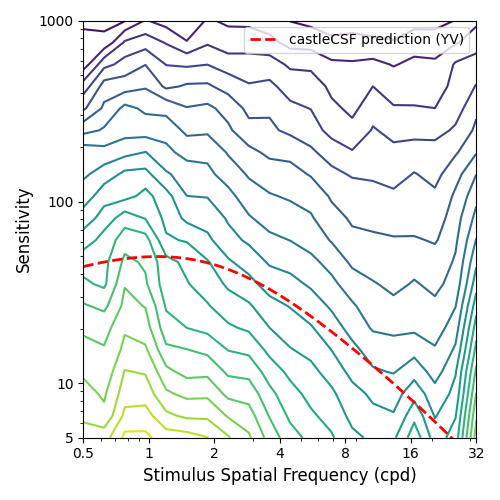 1000
castleCSF prediction (YV)
100
10
5
Sensitivity
0.5 1 2 4 8 16 32
Stimulus Spatial Frequency (cpd)